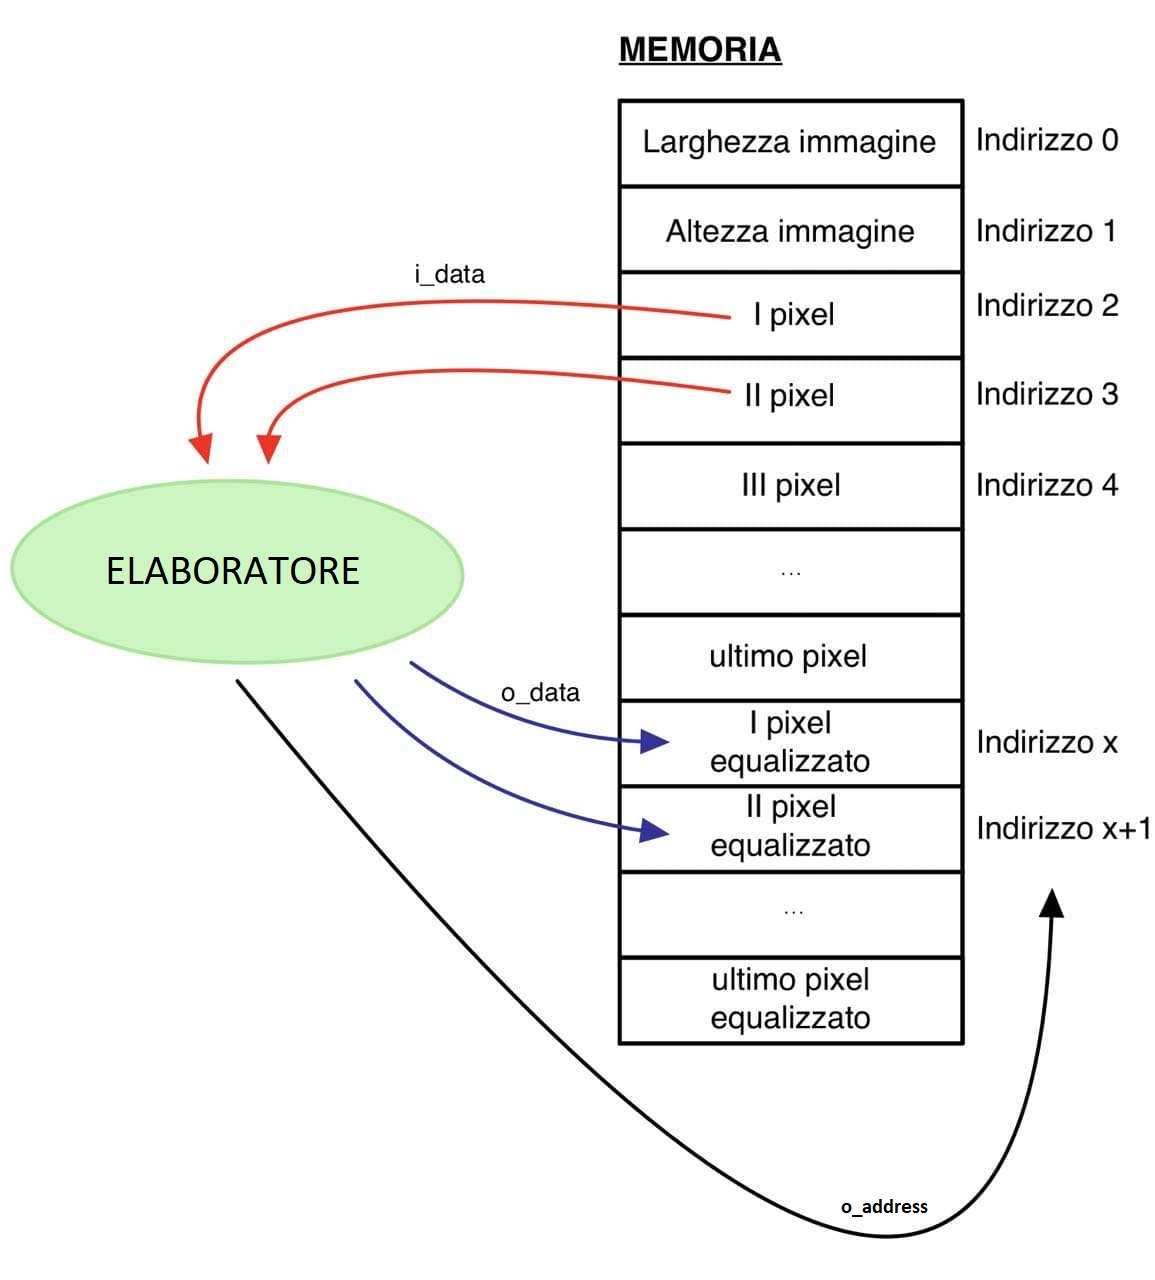 MEMORIA
Larghezza immagine
Indirizzo 0
Altezza immagine
Indirizzo 1
i_data
I pixel
Indirizzo 2
II pixel
Indirizzo 3
III pixel
Indirizzo 4
ELABORATORE
...
ultimo pixel
o_data
I pixel
equalizzato
Indirizzo x
II pixel
equalizzato
Indirizzo x+1
...
ultimo pixel
equalizzato
o_address